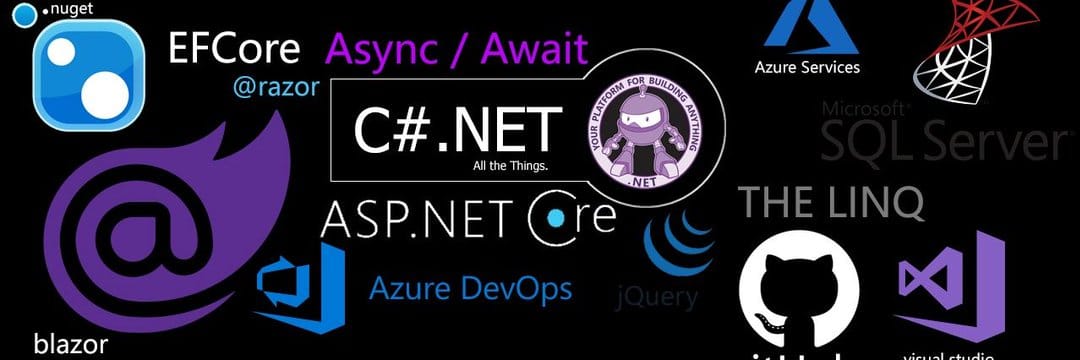 nuget
EFCore
Async / Await
@razor
C#.NET
All the Things.
YOUR PLATFORM FOR BUILDING ANYTHING
.NET
Azure Services
Microsoft®
SQL Server®
THE LINQ
ASP.NET Core
Azure DevOps
jQuery
@
blazor
visual studio